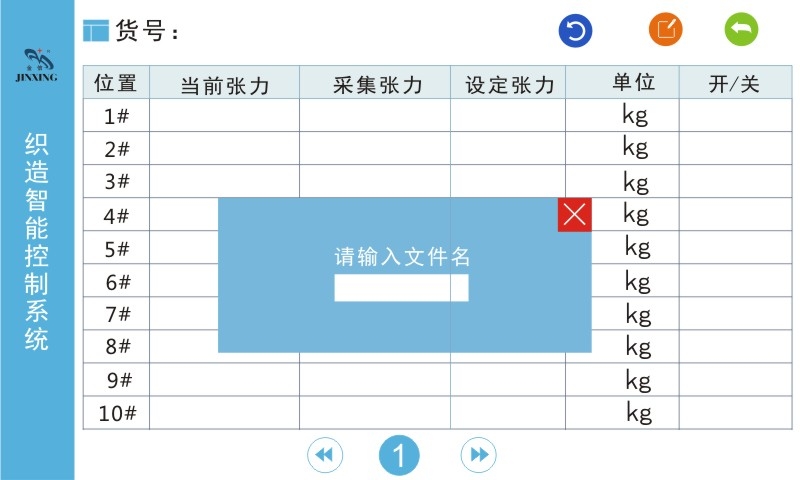 货号：
金信
JINXING
织造智能控制系统
位置 当前张力 采集张力 设定张力 单位 开/关
1# kg
2# kg
3# kg
4# kg
5# kg
6# kg
7# kg
8# kg
9# kg
10# kg
请输入文件名
1